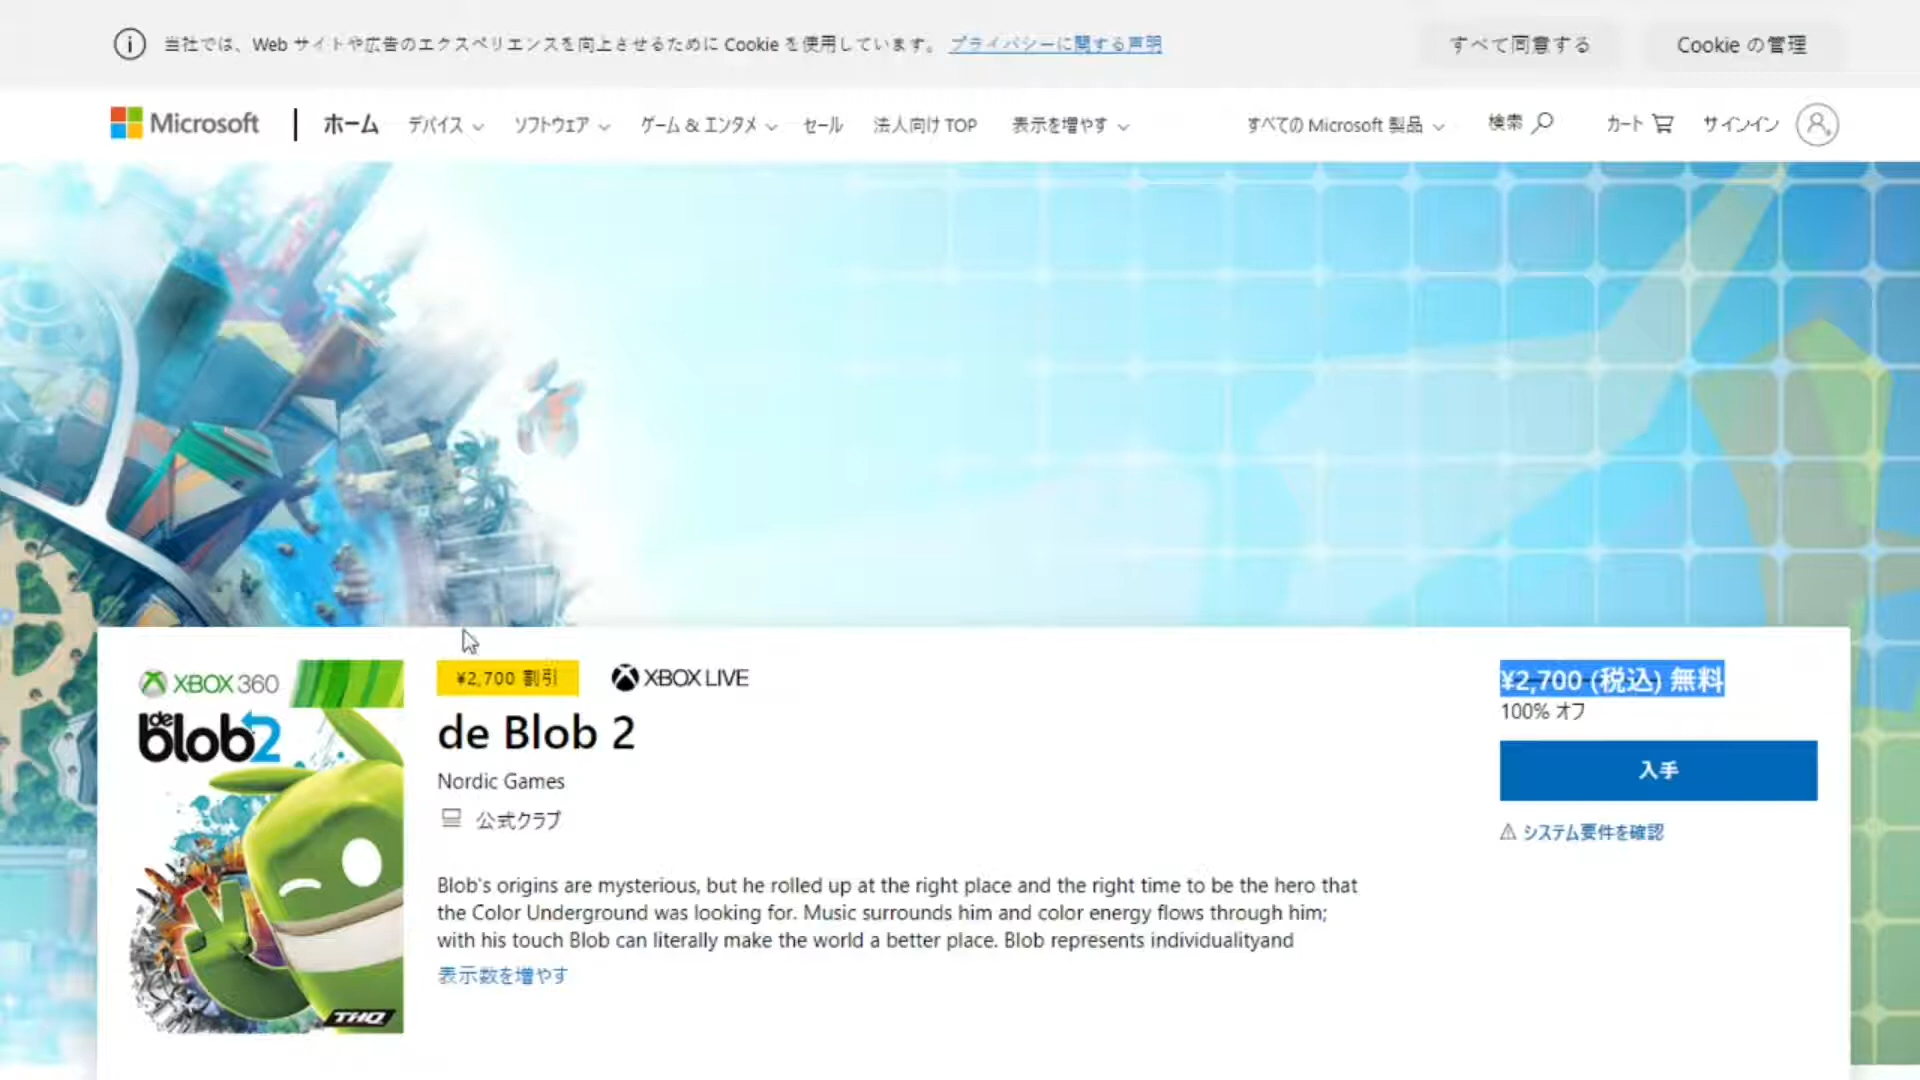 当社では、Web サイトや広告のエクスペリエンスを向上させるために Cookie を使用しています。 プライバシーに関する声明
すべて同意する
Cookie の管理
Microsoft
ホーム
デバイス
ソフトウェア
ゲーム & エンタメ
セール
法人向け TOP
表示を増やす
すべての Microsoft 製品
検索
カート
サインイン
XBOX 360
de
blob2
THQ
¥2,700 割引
XBOX LIVE
de Blob 2
Nordic Games
公式クラブ
Blob's origins are mysterious, but he rolled up at the right place and the right time to be the hero that
the Color Underground was looking for. Music surrounds him and color energy flows through him;
with his touch Blob can literally make the world a better place. Blob represents individualityand
表示数を増やす
¥2,700 (税込) 無料
100% オフ
入手
システム要件を確認